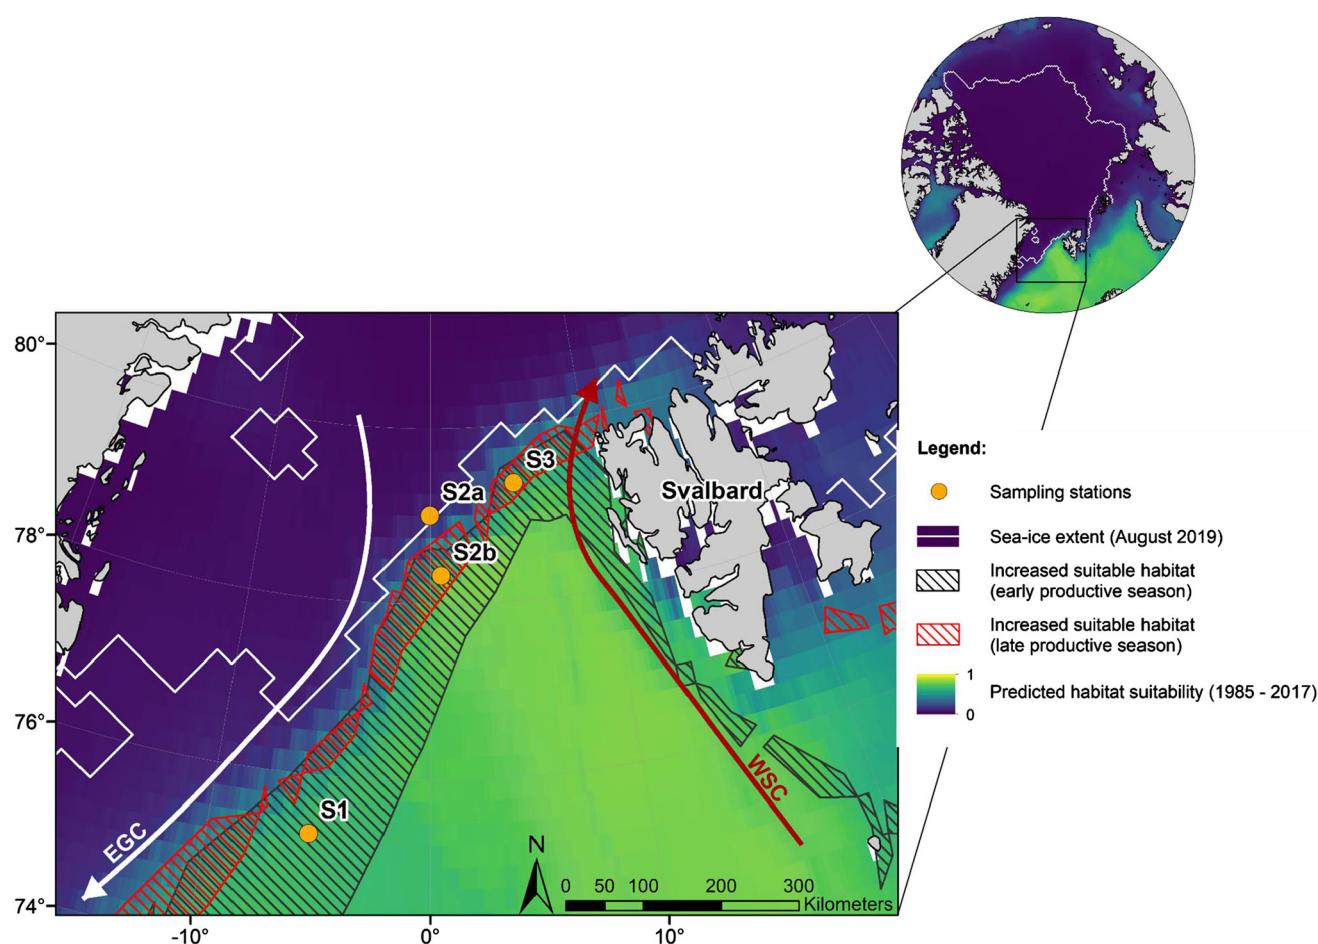 80°
78°
76°
74°
-10°
0°
10°
S3
S2a
S2b
S1
Svalbard
EGC
WSC
N
0 50 100 200 300
Kilometers
Legend:
Sampling stations
Sea-ice extent (August 2019)
Increased suitable habitat
(early productive season)
Increased suitable habitat
(late productive season)
1
0
Predicted habitat suitability (1985 - 2017)